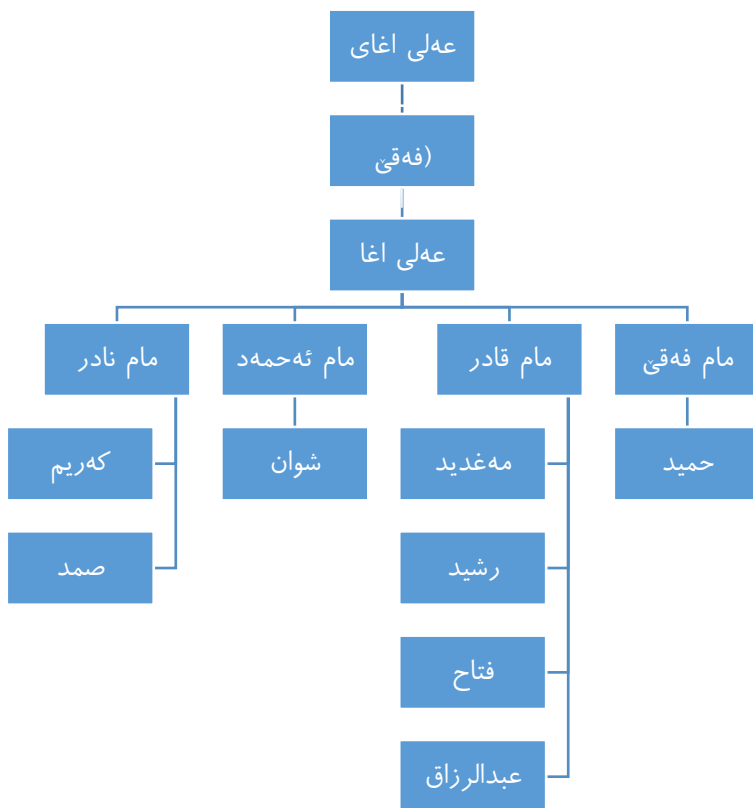 عەلی اغای
(فەقێ
عەلی اغا
مام فەقێ
مام قادر
مام ئەحمەد
مام نادر
حمید
مەغدید
شوان
کەریم
رشید
صمد
فتاح
عبدالرزاق